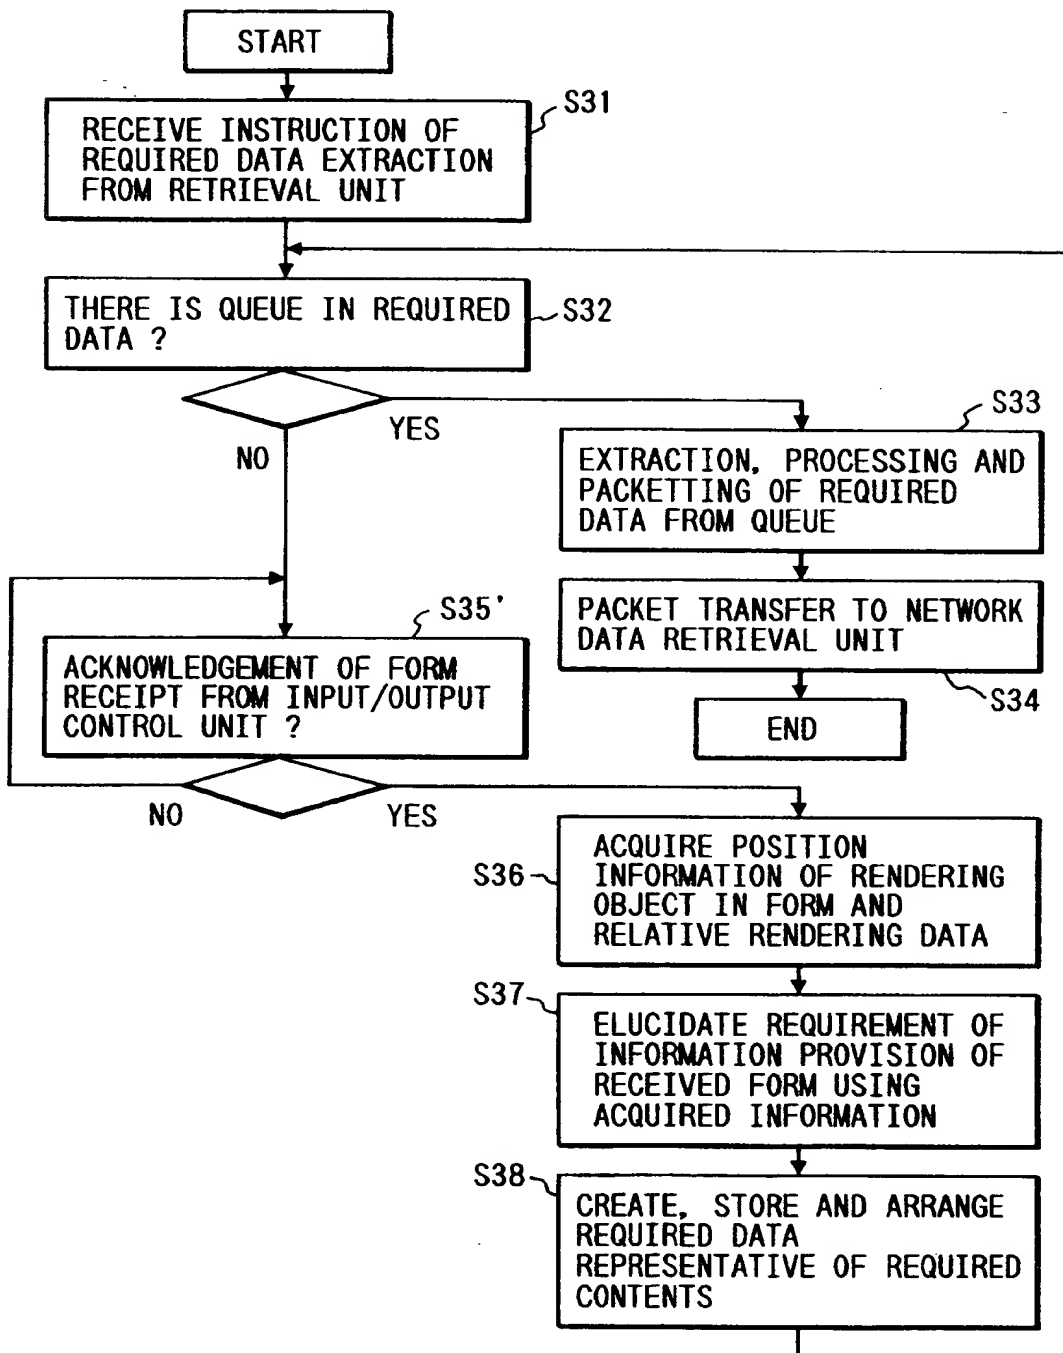 START
S31
RECEIVE INSTRUCTION OF
REQUIRED DATA EXTRACTION
FROM RETRIEVAL UNIT
THERE IS QUEUE IN REQUIRED
DATA ?
S32
YES
NO
S33
EXTRACTION, PROCESSING AND
PACKETTING OF REQUIRED
DATA FROM QUEUE
PACKET TRANSFER TO NETWORK
DATA RETRIEVAL UNIT
S34
END
S35'
ACKNOWLEDGEMENT OF FORM
RECEIPT FROM INPUT/OUTPUT
CONTROL UNIT ?
NO
YES
S36
ACQUIRE POSITION
INFORMATION OF RENDERING
OBJECT IN FORM AND
RELATIVE RENDERING DATA
S37
ELUCIDATE REQUIREMENT OF
INFORMATION PROVISION OF
RECEIVED FORM USING
ACQUIRED INFORMATION
S38
CREATE, STORE AND ARRANGE
REQUIRED DATA
REPRESENTATIVE OF REQUIRED
CONTENTS